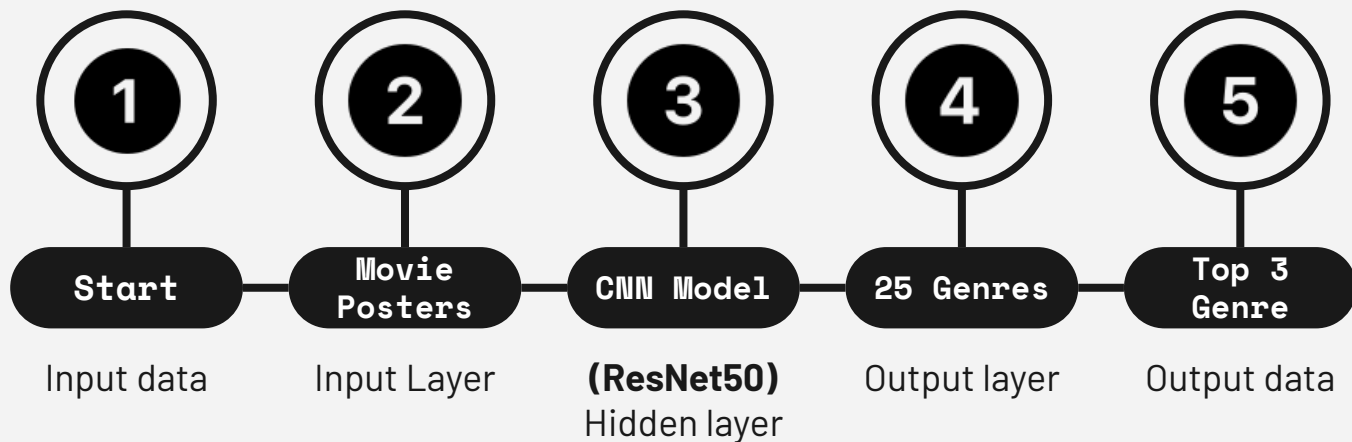 1
2
3
4
5
Start
Movie
Posters
CNN Model
25 Genres
Top 3
Genre
Input data
Input Layer
(ResNet50)
Hidden layer
Output layer
Output data